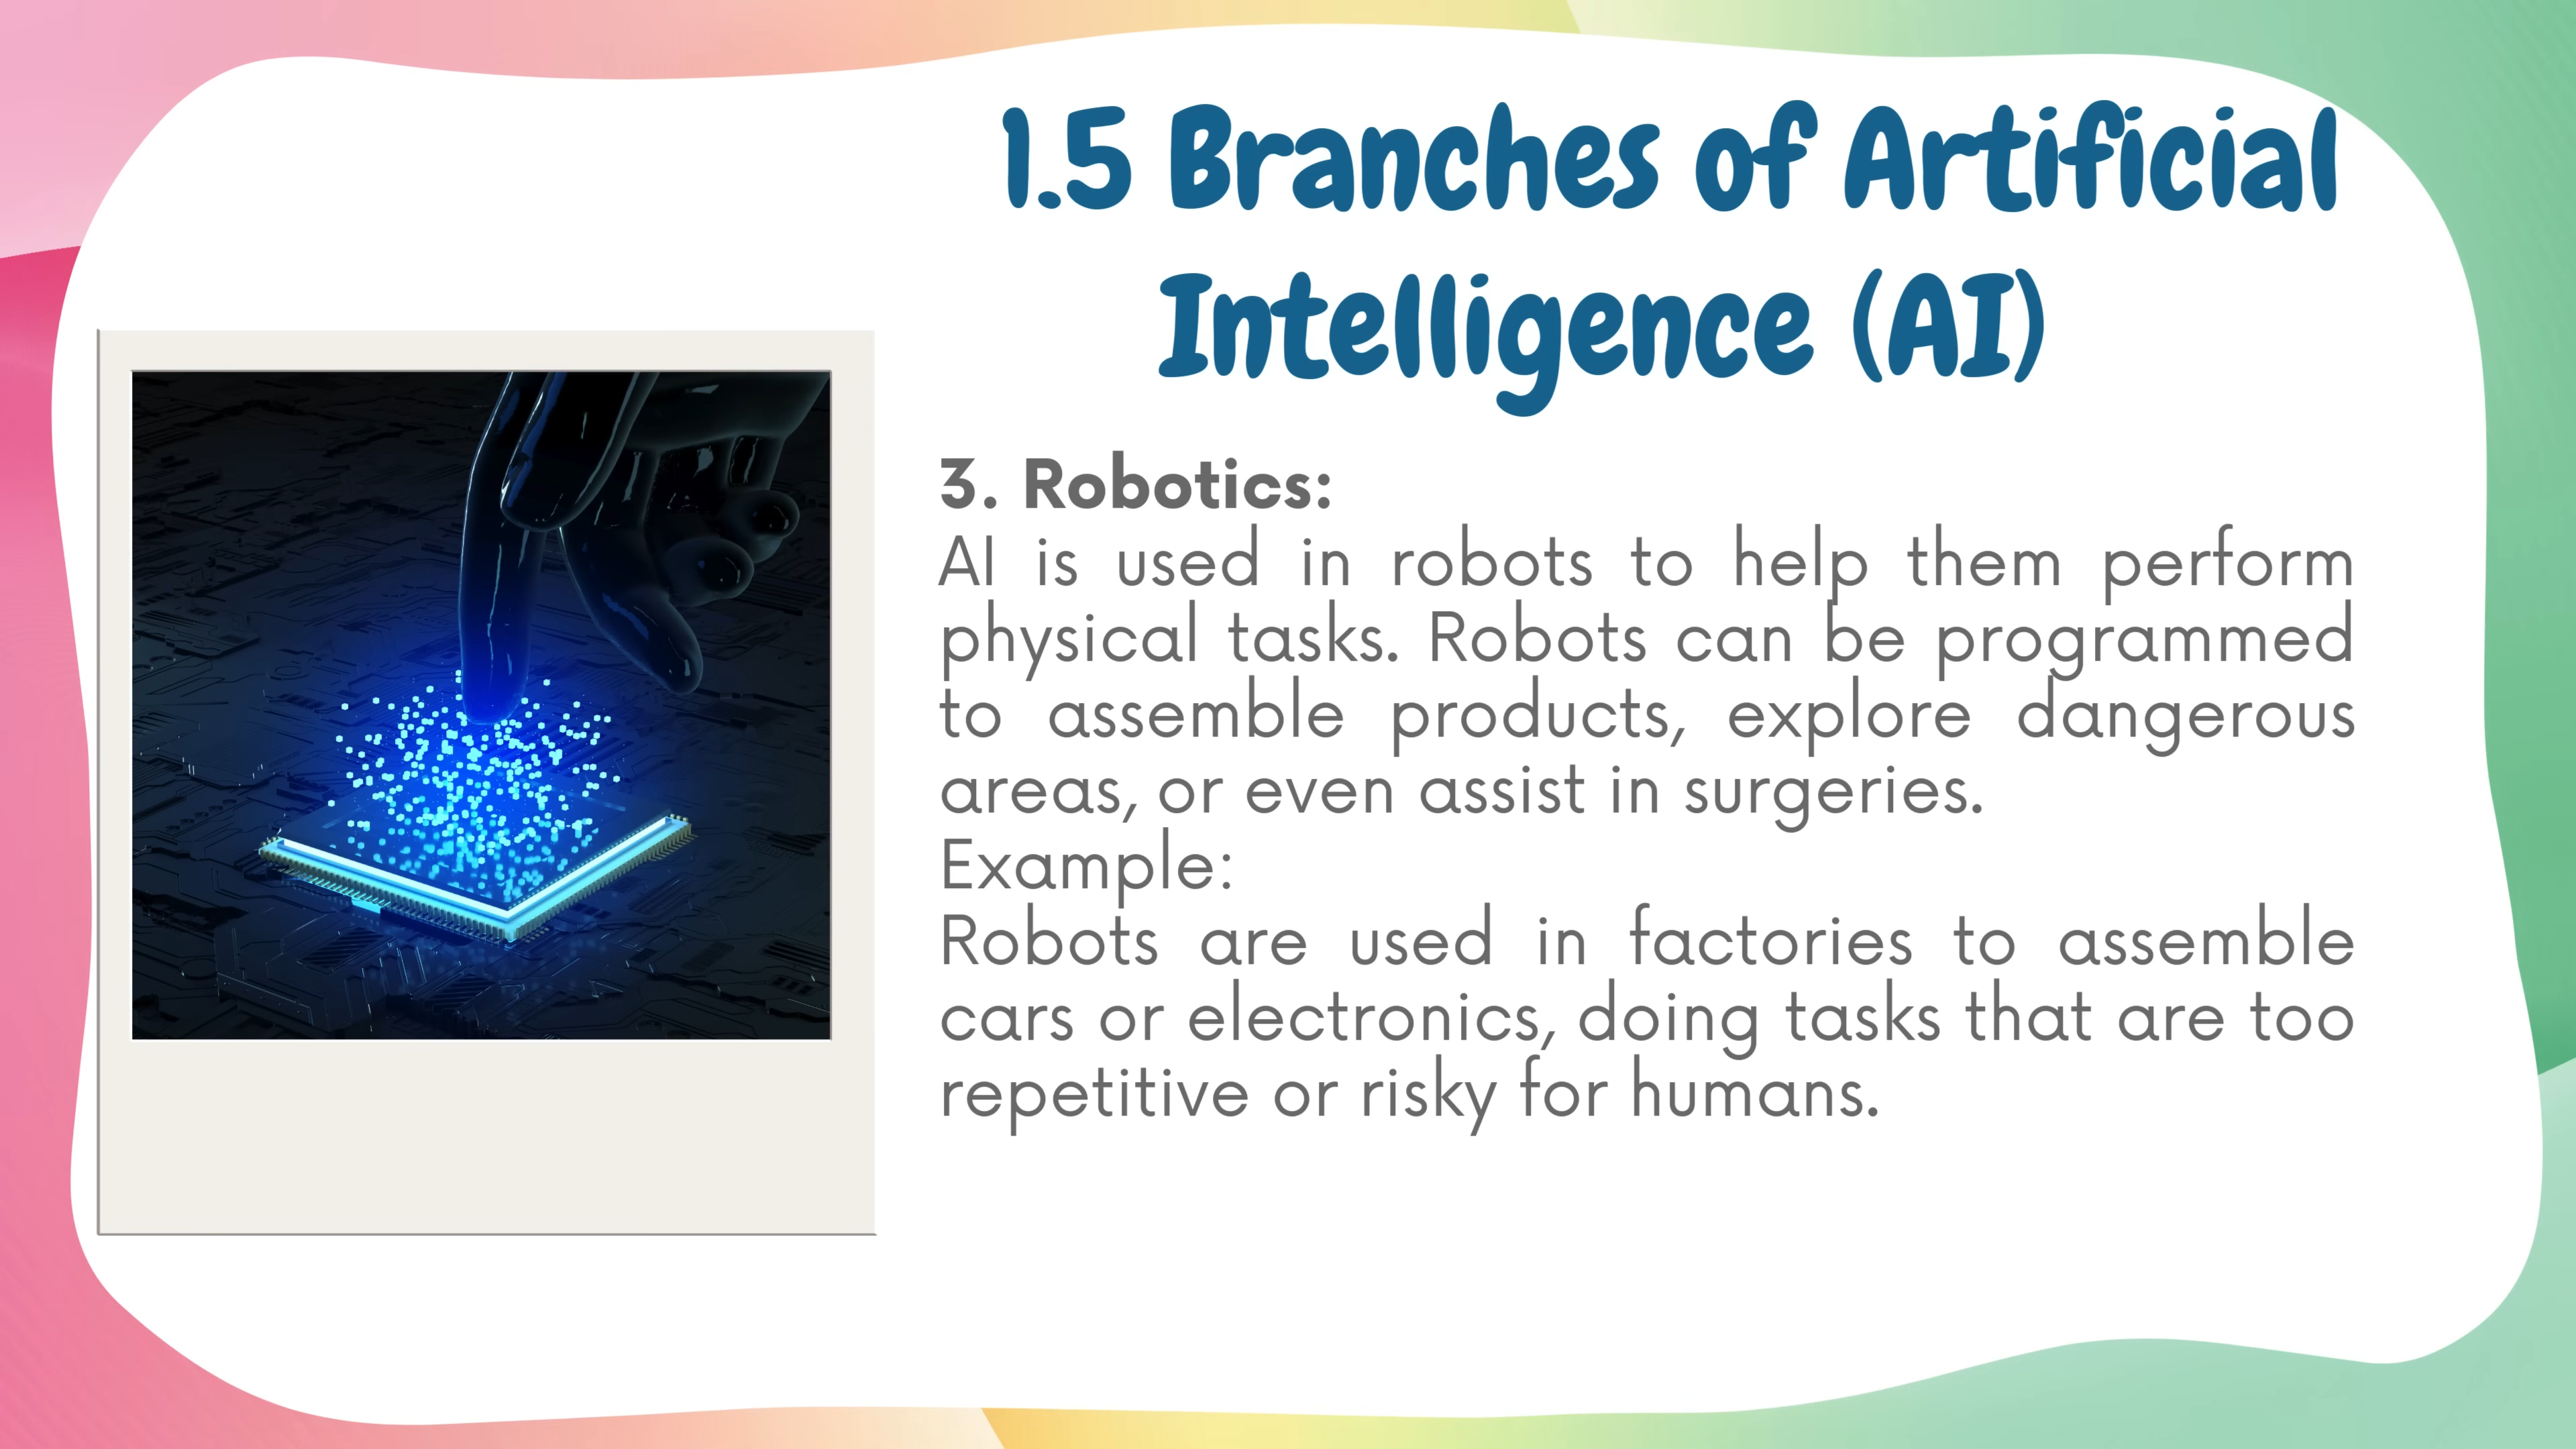 1.5 Branches of Artificial
Intelligence (AI)
3. Robotics:
AI is used in robots to help them perform
physical tasks. Robots can be programmed
to assemble products, explore dangerous
areas, or even assist in surgeries.
Example:
Robots are used in factories to assemble
cars or electronics, doing tasks that are too
repetitive or risky for humans.